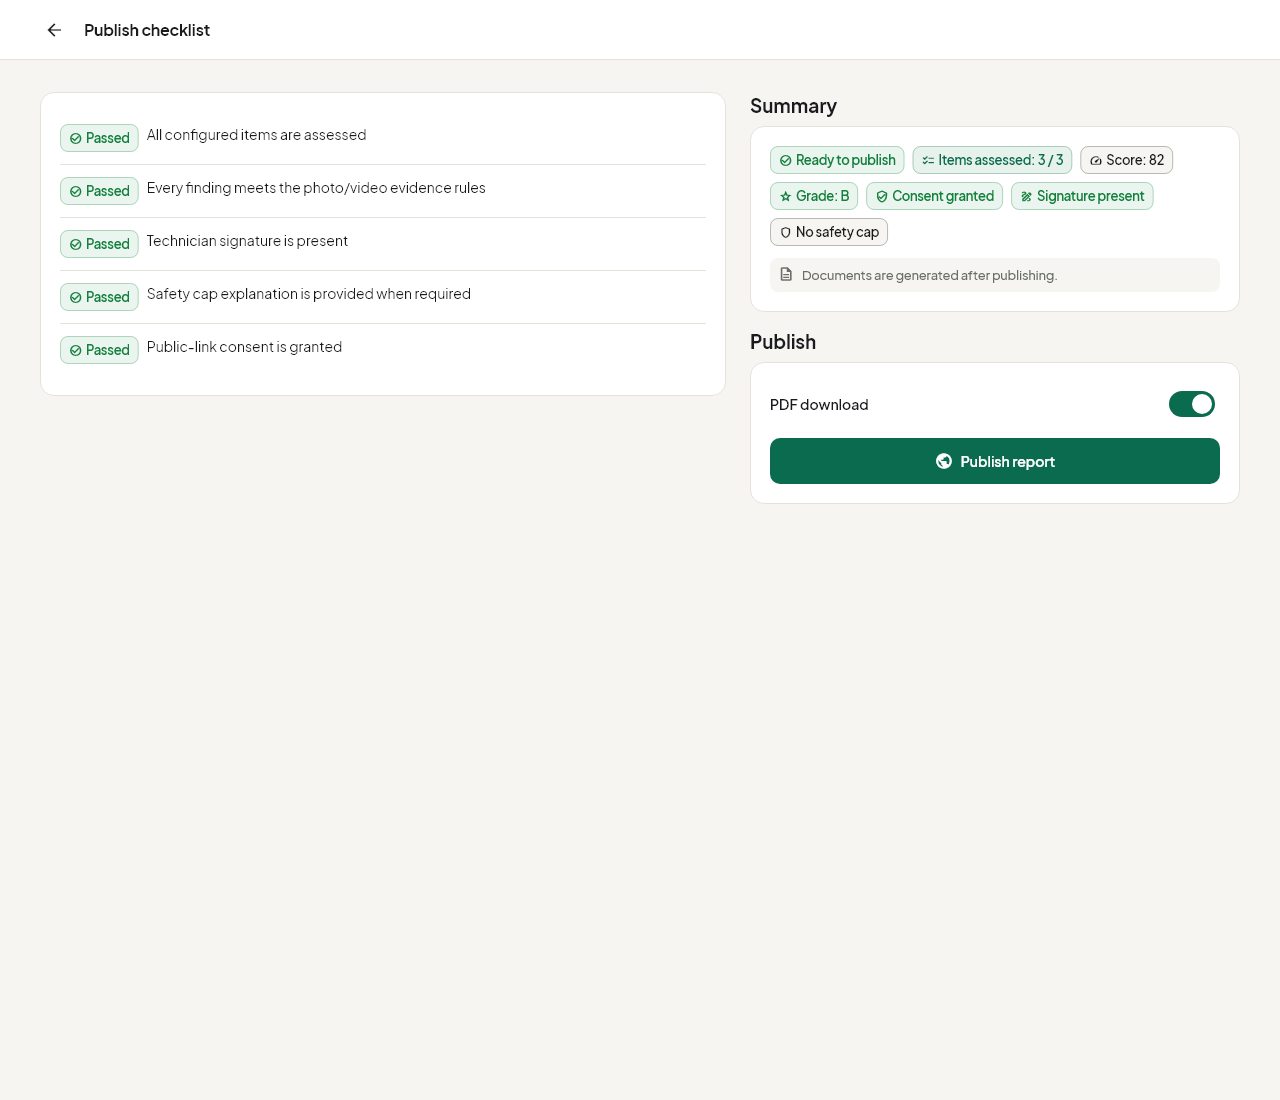 Publish checklist
Passed All configured items are assessed
Passed Every finding meets the photo/video evidence rules
Passed Technician signature is present
Passed Safety cap explanation is provided when required
Passed Public-link consent is granted
Summary
Ready to publish Items assessed: 3 / 3 Score: 82
Grade: B Consent granted Signature present
No safety cap
Documents are generated after publishing.
Publish
PDF download
Publish report